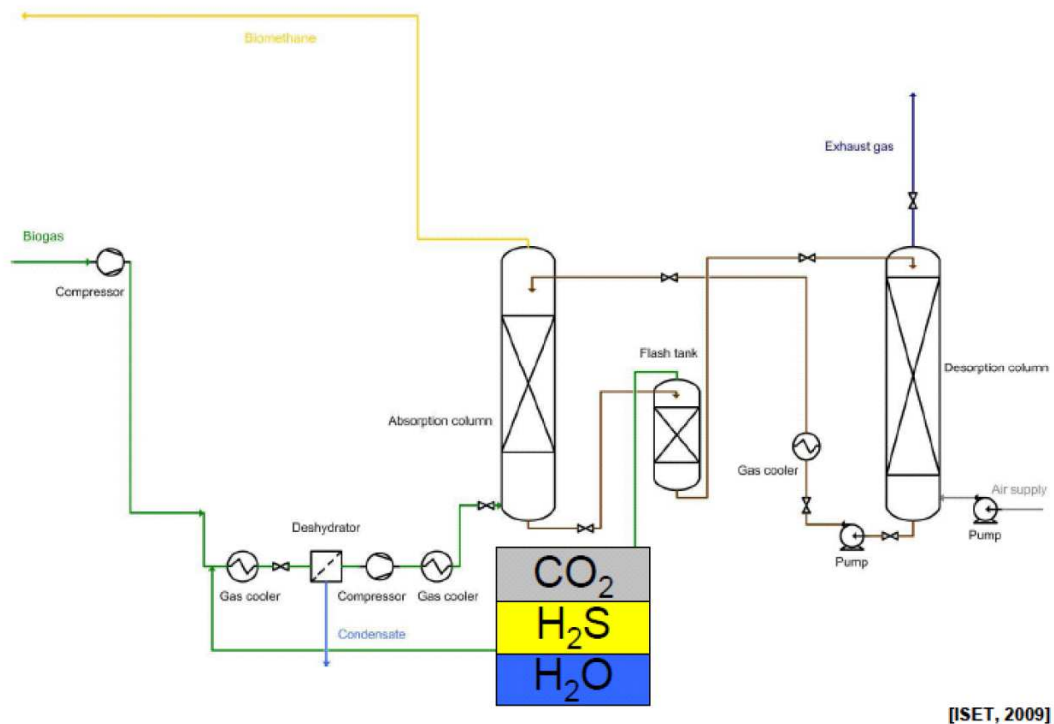 Biomethane
Exhaust gas
Biogas
Compressor
Flash tank
Desorption column
Absorption column
Gas cooler
Air supply
Deshydrator
Pump
Pump
Gas cooler
Compressor
Gas cooler
Condensate
CO₂
H₂S
H₂O
[ISET, 2009]